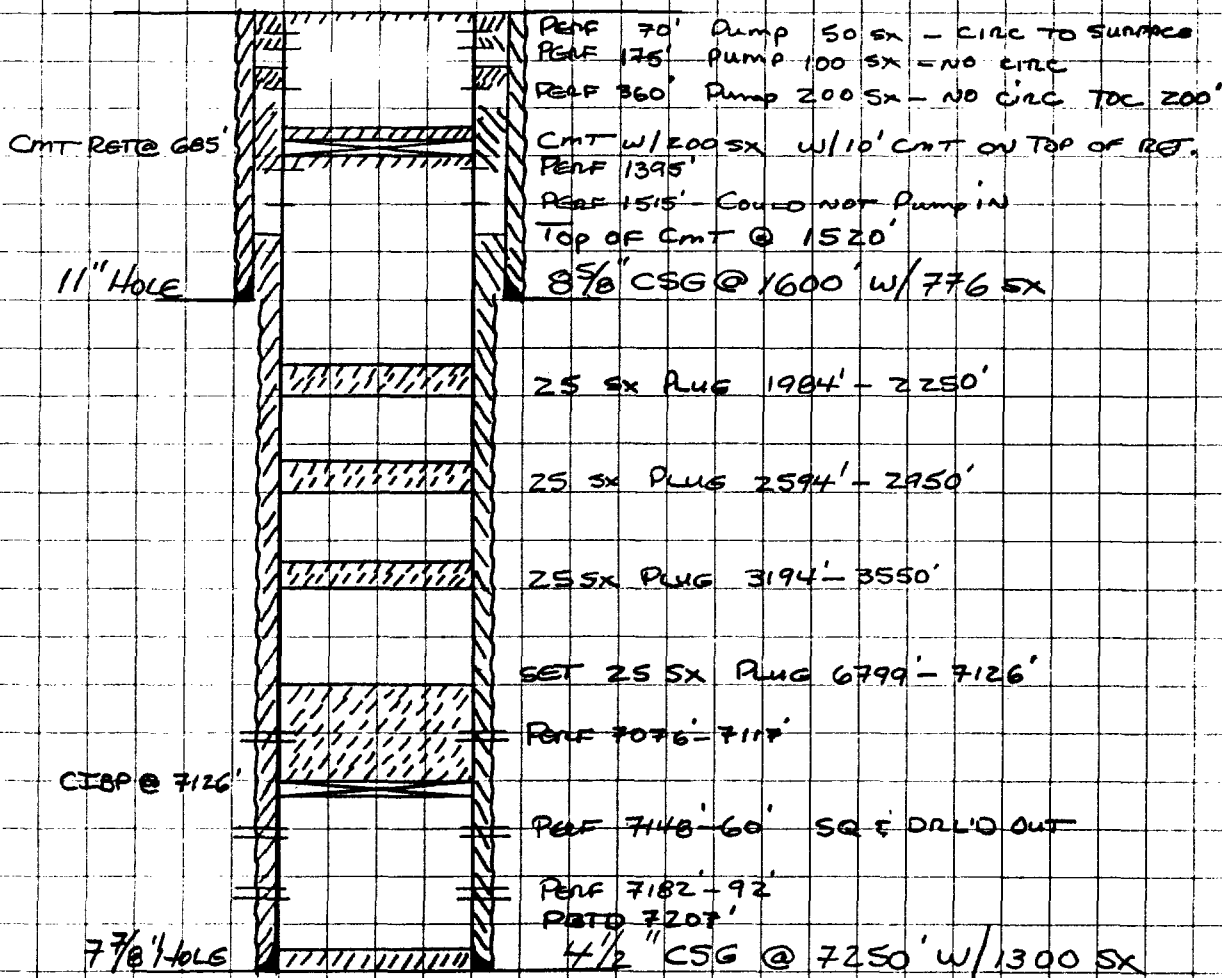 PERF 70' Pump 50 SX - CIRC TO SURFACE
PERF 175' Pump 100 SX - NO CIRC
PERF 360' Pump 200 SX - NO CIRC TOC 200'
CMT RET@ 685'
CMT W/200 SX W/10' CMT ON TOP OF RET.
PERF 1395'
PERF 1515' - COULD NOT Pump in
TOP OF CMT @ 1520'
11" HOLE
8 5/8" CSG @ 1600' W/776 SX
25 SX PLUG 1984' - 2250'
25 SX PLUG 2594' - 2950'
25 SX PLUG 3194' - 3550'
SET 25 SX PLUG 6799' - 7126'
PERF 7076' - 7117'
CIBP @ 7126'
PERF 7148'-60' SQ & DRL'D OUT
PERF 7182'-92'
PBTD 7207'
7 7/8" HOLE
4 1/2" CSG @ 7250' W/1300 SX